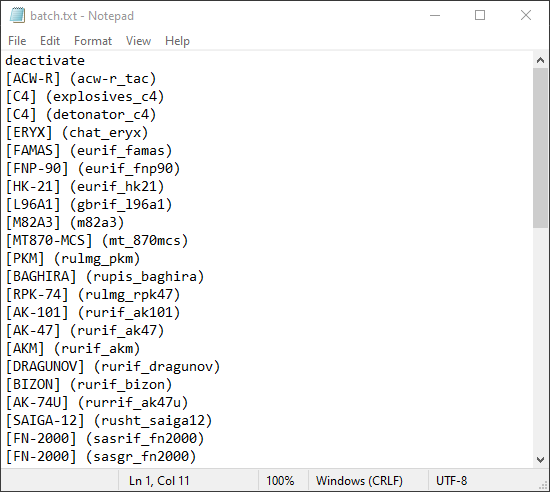 batch.txt - Notepad
File Edit Format View Help
deactivate
[ACW-R] (acw-r_tac)
[C4] (explosives_c4)
[C4] (detonator_c4)
[ERYX] (chat_eryx)
[FAMAS] (eurif_famas)
[FNP-90] (eurif_fnp90)
[HK-21] (eurif_hk21)
[L96A1] (gbrif_l96a1)
[M82A3] (m82a3)
[MT870-MCS] (mt_870mcs)
[PKM] (rulmg_pkm)
[BAGHIRA] (rupis_baghira)
[RPK-74] (rulmg_rpk47)
[AK-101] (rurif_ak101)
[AK-47] (rurif_ak47)
[AKM] (rurif_akm)
[DRAGUNOV] (rurif_dragunov)
[BIZON] (rurif_bizon)
[AK-74U] (rurrif_ak47u)
[SAIGA-12] (rusht_saiga12)
[FN-2000] (sasrif_fn2000)
[FN-2000] (sasgr_fn2000)
Ln 1, Col 11 100% Windows (CRLF) UTF-8